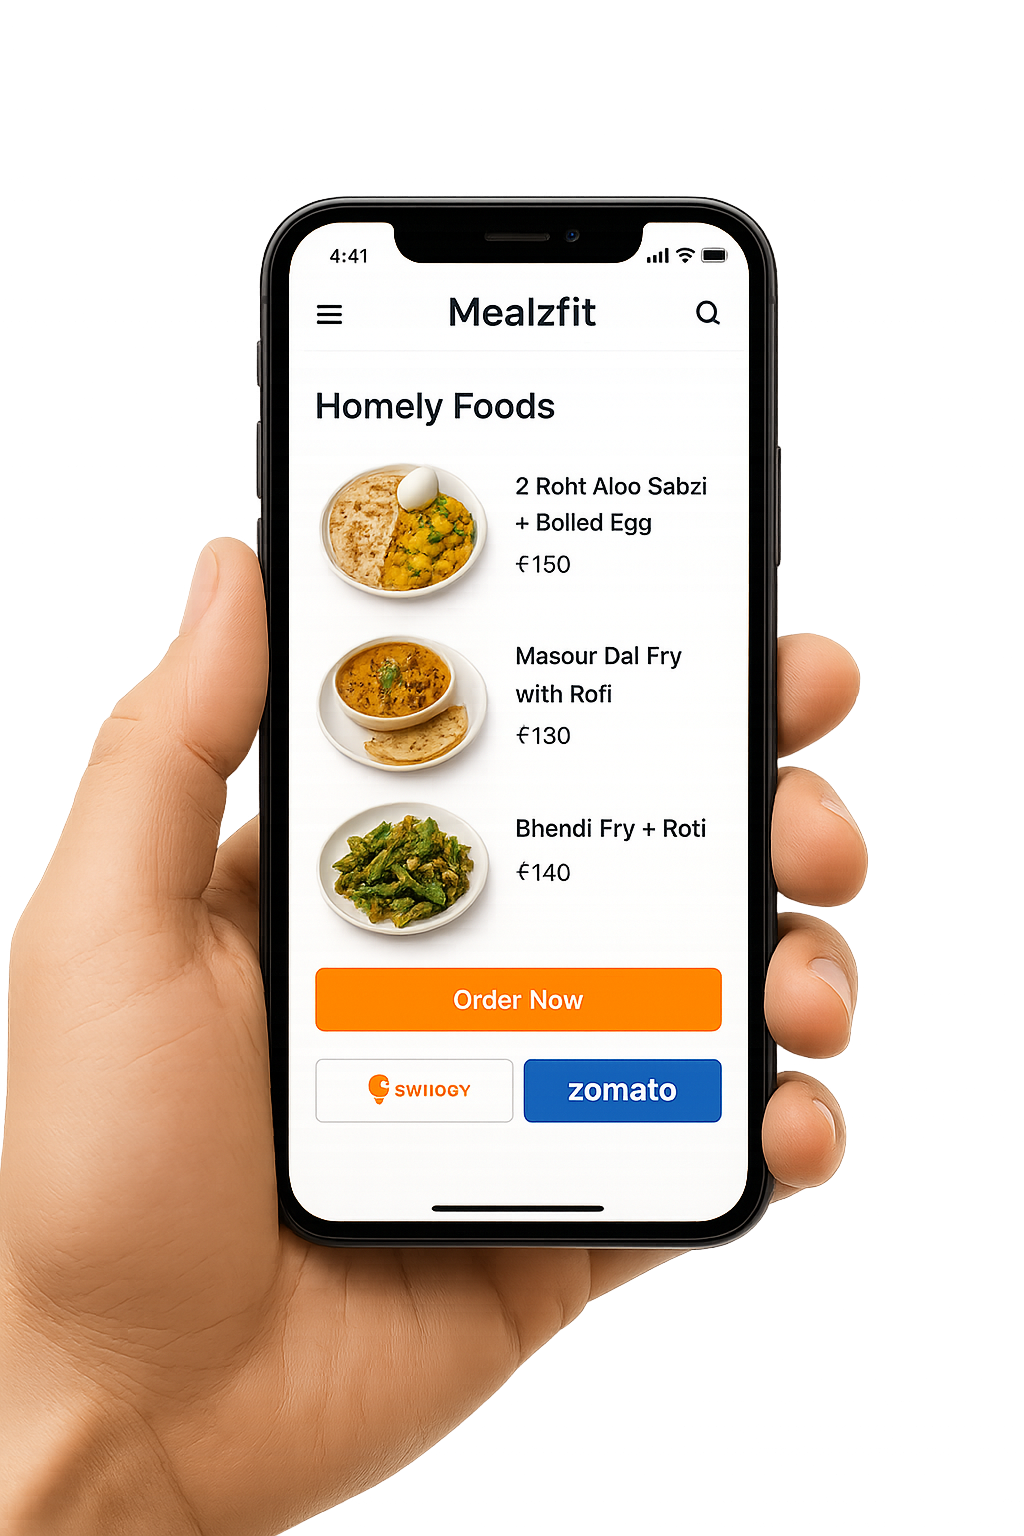 4:41
Mealzfit
Homely Foods
2 Roht Aloo Sabzi
+ Bolled Egg
₹150
Masour Dal Fry
with Rofi
₹130
Bhendi Fry + Roti
₹140
Order Now
SWIIOGY
zomato